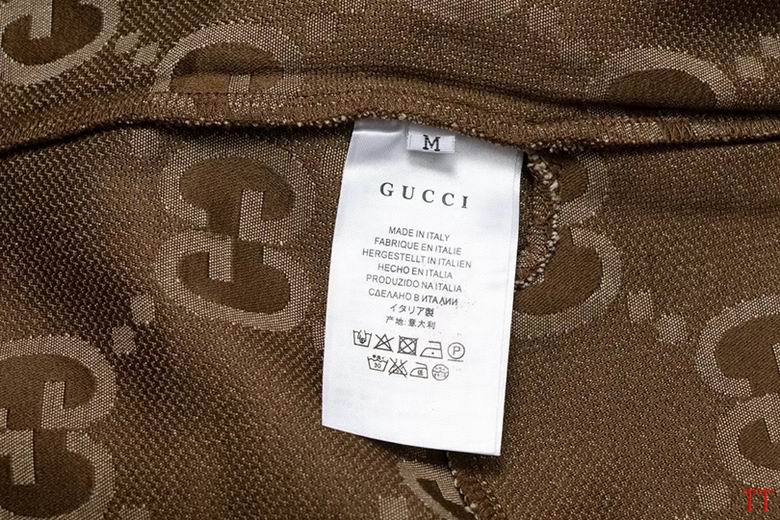 M
GUCCI
MADE IN ITALY
FABRIQUE EN ITALIE
HERGESTELLT IN ITALIEN
HECHO EN ITALIA
PRODUZIDO NA ITALIA
СДЕЛАНО В ИТАЛИИ
イタリア製
产地:意大利
P
TT